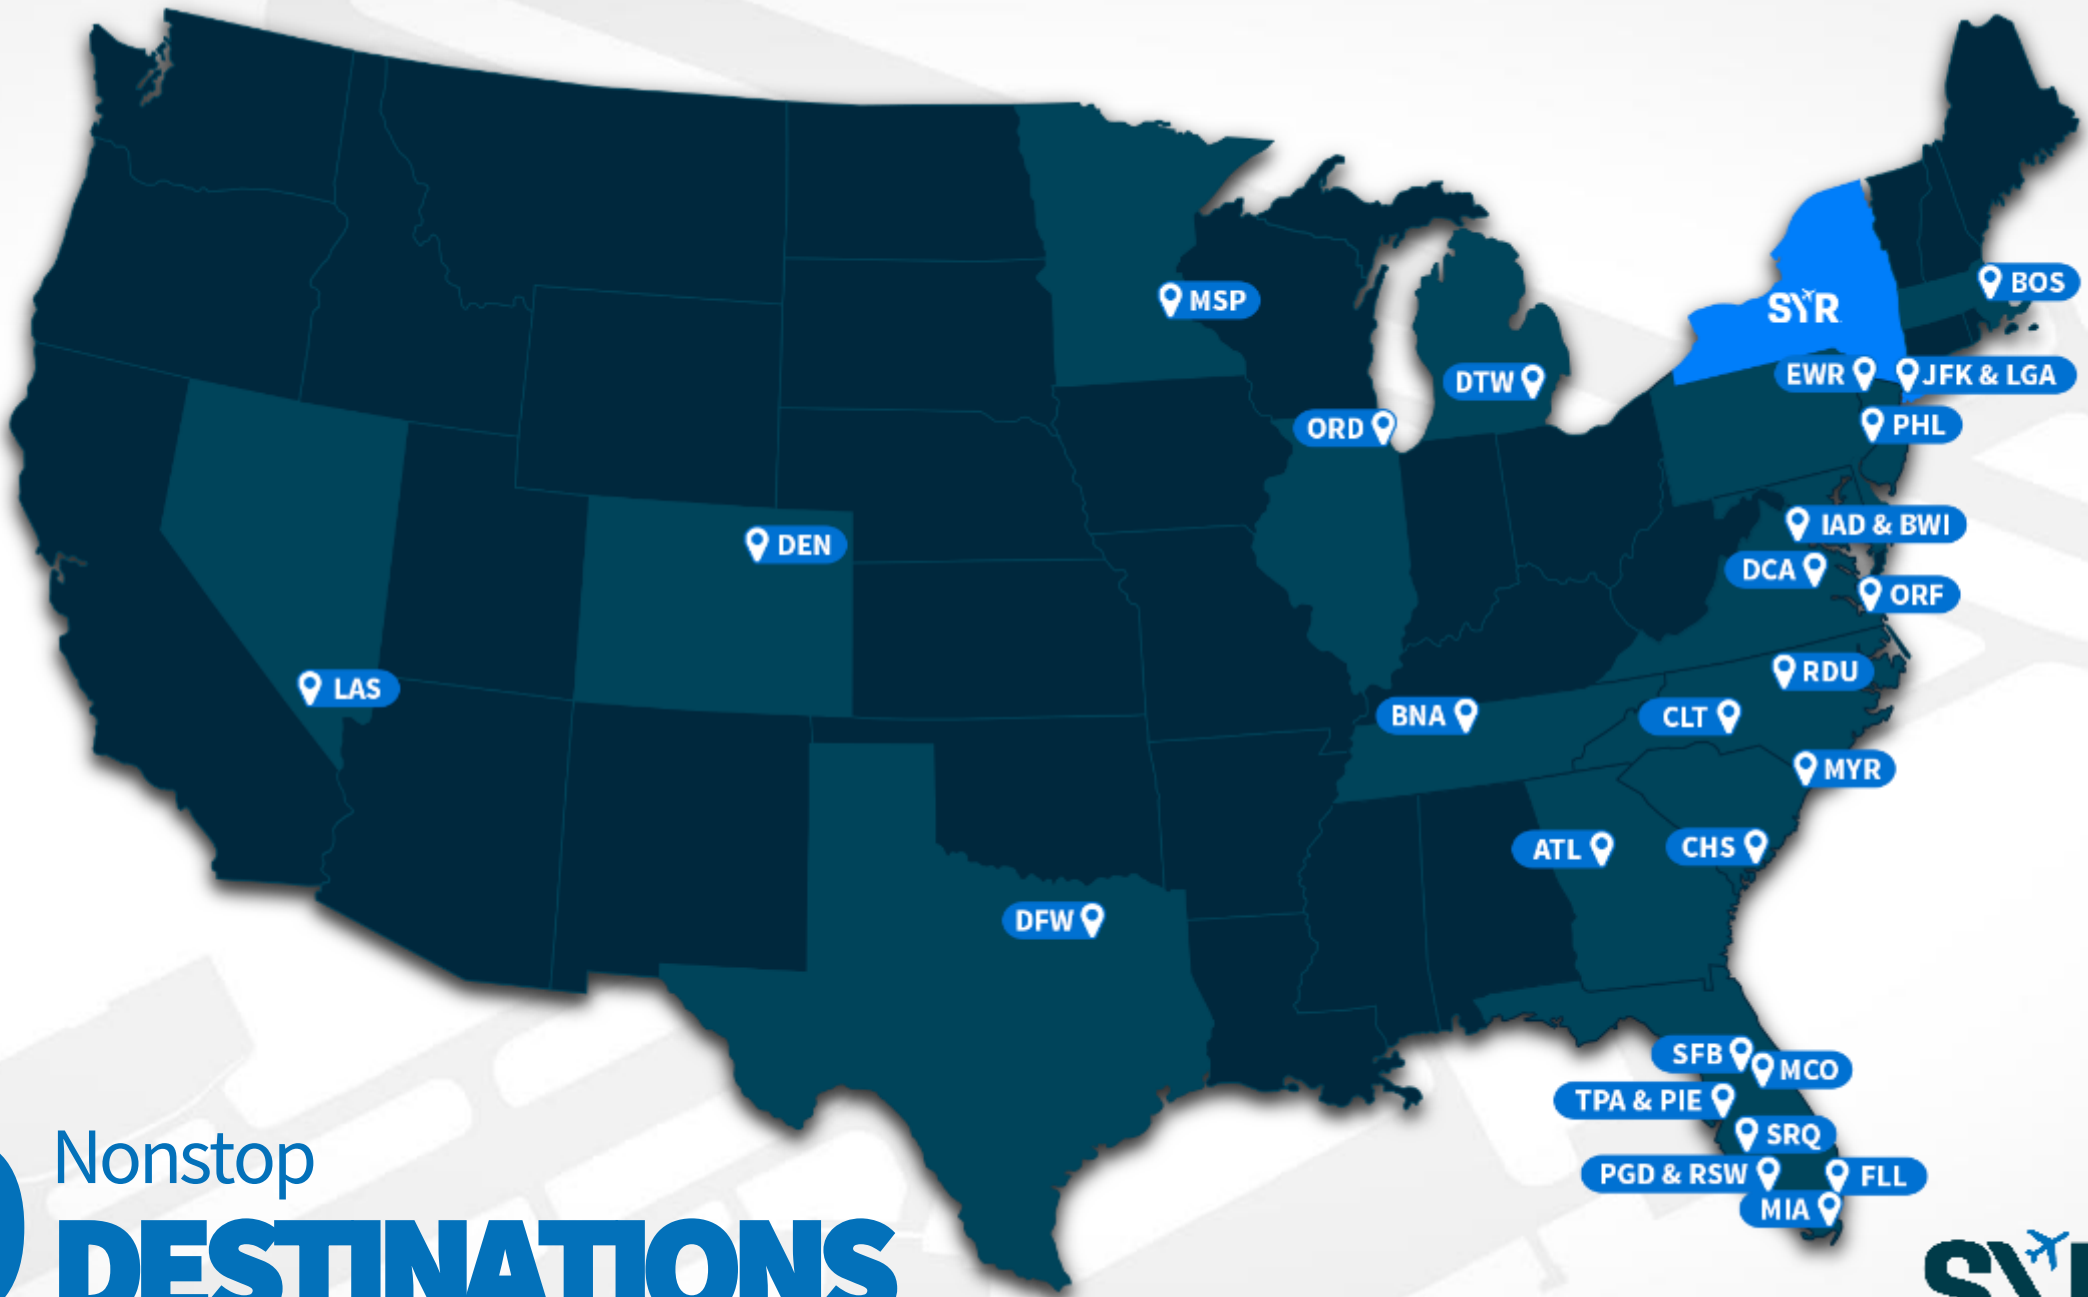 SYR
BOS
MSP
EWR
JFK & LGA
DTW
ORD
PHL
IAD & BWI
DEN
DCA
ORF
RDU
LAS
BNA
CLT
MYR
ATL
CHS
DFW
SFB
MCO
TPA & PIE
SRQ
PGD & RSW
FLL
MIA
Nonstop
DESTINATIONS